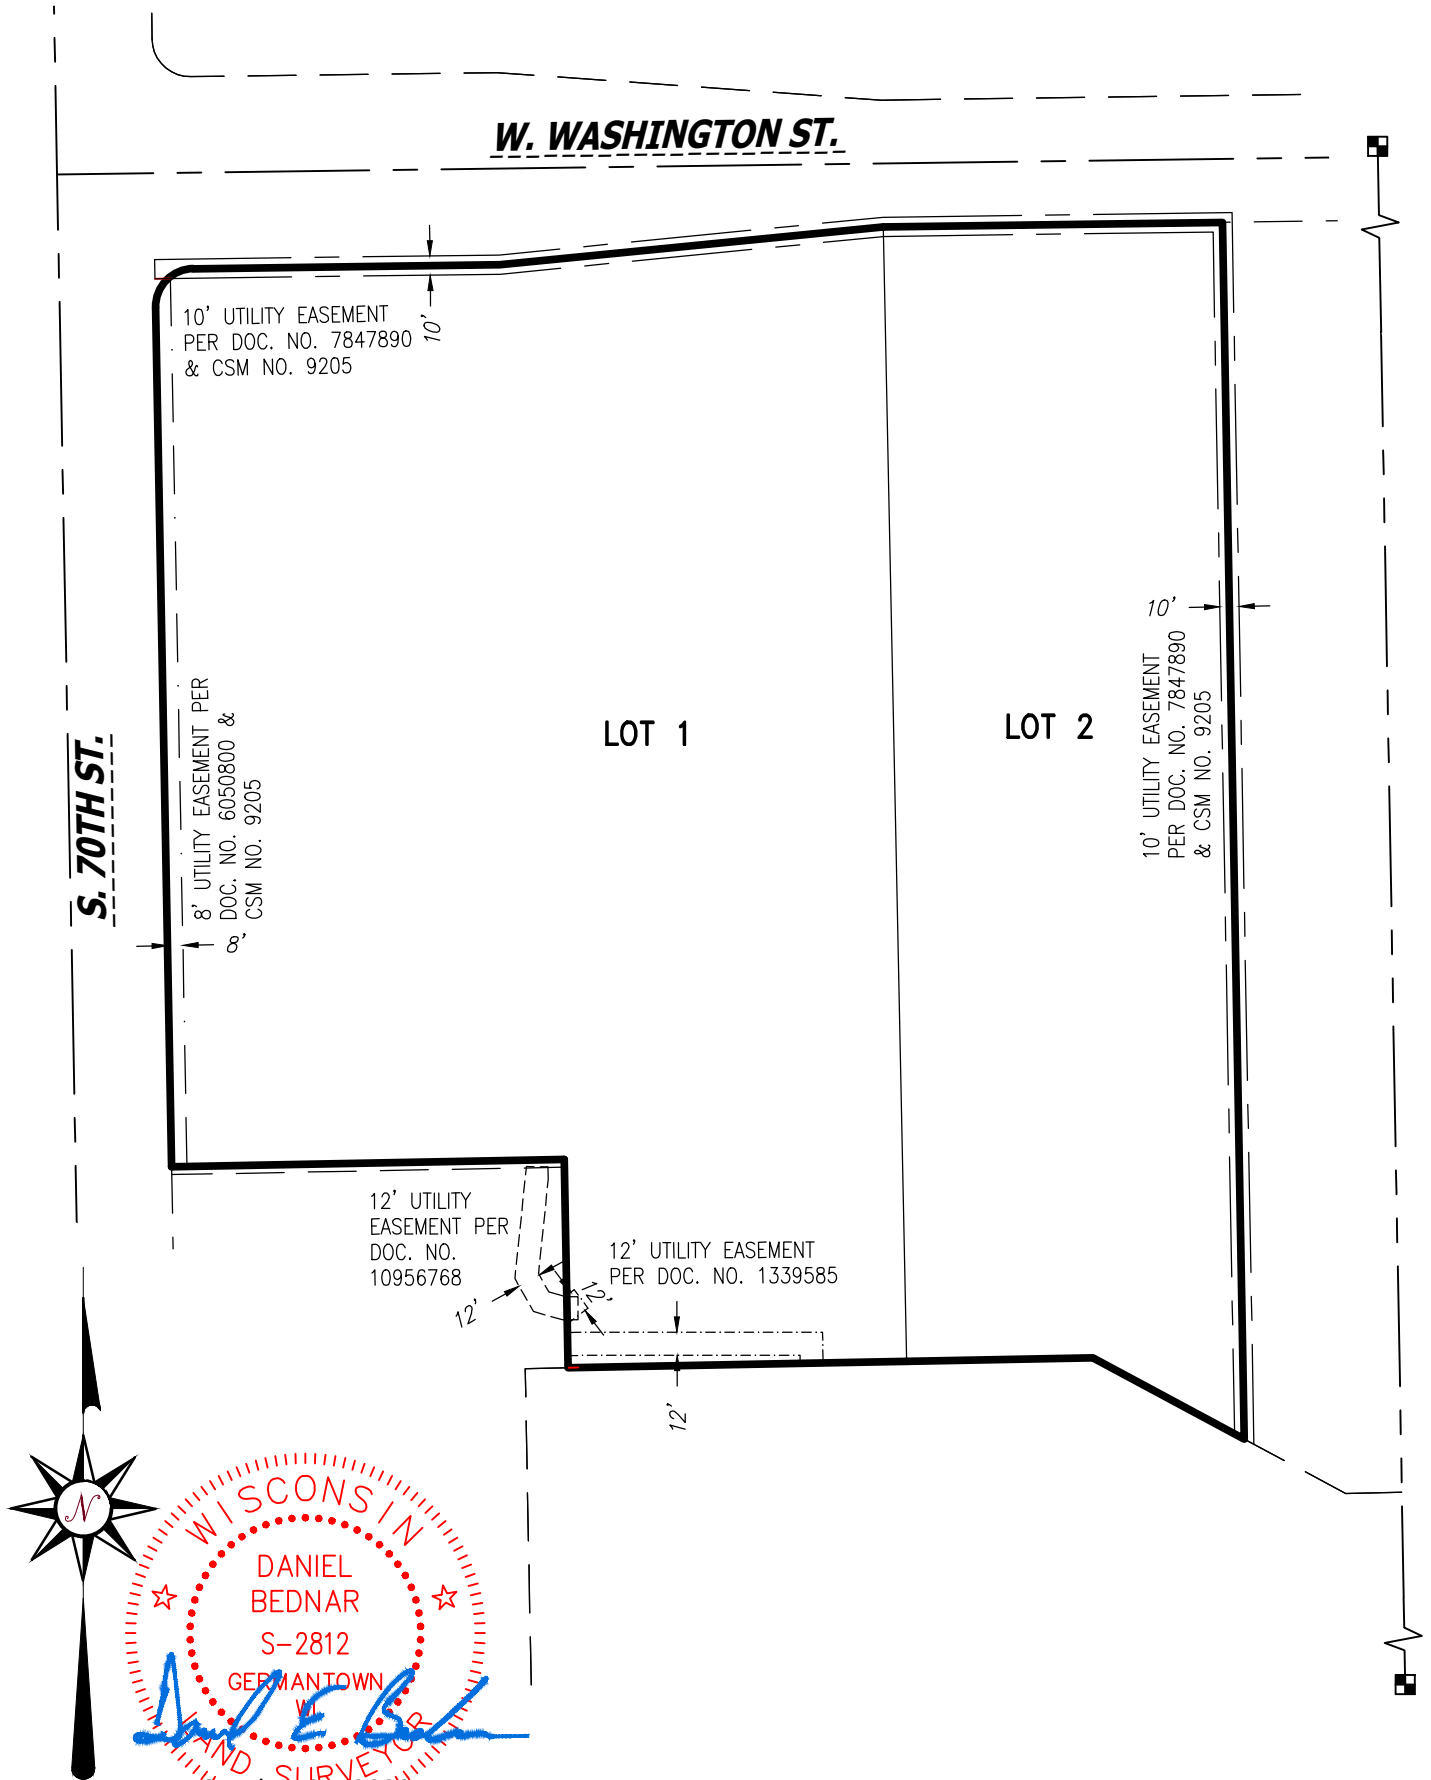 W. WASHINGTON ST.
10' UTILITY EASEMENT
PER DOC. NO. 7847890
& CSM NO. 9205
10'
S. 70TH ST.
8' UTILITY EASEMENT PER
DOC. NO. 6050800 &
CSM NO. 9205
8'
LOT 1
LOT 2
10'
10' UTILITY EASEMENT
PER DOC. NO. 7847890
& CSM NO. 9205
12' UTILITY
EASEMENT PER
DOC. NO.
10956768
12'
12'
12' UTILITY EASEMENT
PER DOC. NO. 1339585
12'
N
WISCONSIN
DANIEL
BEDNAR
S-2812
GERMANTOWN
WI
LAND SURVEYOR